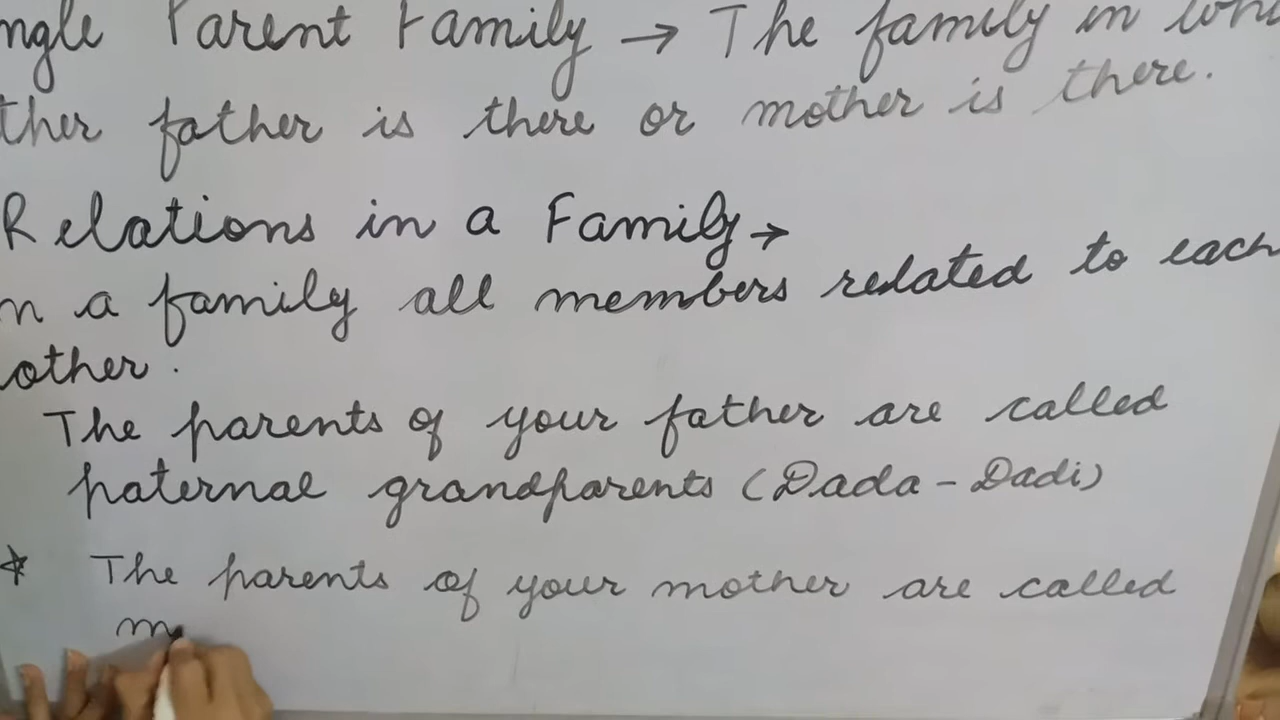 ngle Parent Family → The family in whi
ther father is there or mother is there.
Relations in a Family →
n a family all members related to each
other.
The parents of your father are called
paternal grandparents (Dada - Dadi)
* The parents of your mother are called
m